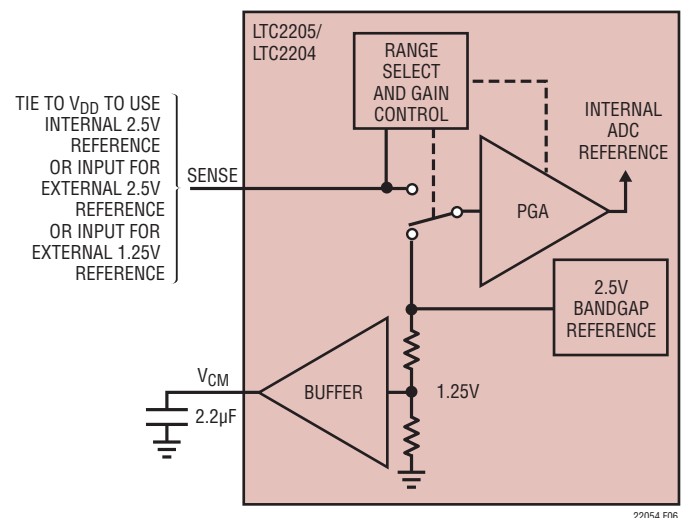 LTC2205/
LTC2204
RANGE
SELECT
AND GAIN
CONTROL
TIE TO VDD TO USE
INTERNAL 2.5V
REFERENCE
OR INPUT FOR
EXTERNAL 2.5V
REFERENCE
OR INPUT FOR
EXTERNAL 1.25V
REFERENCE
SENSE
INTERNAL
ADC
REFERENCE
PGA
2.5V
BANDGAP
REFERENCE
VCM
BUFFER
1.25V
2.2μF
22054 F06